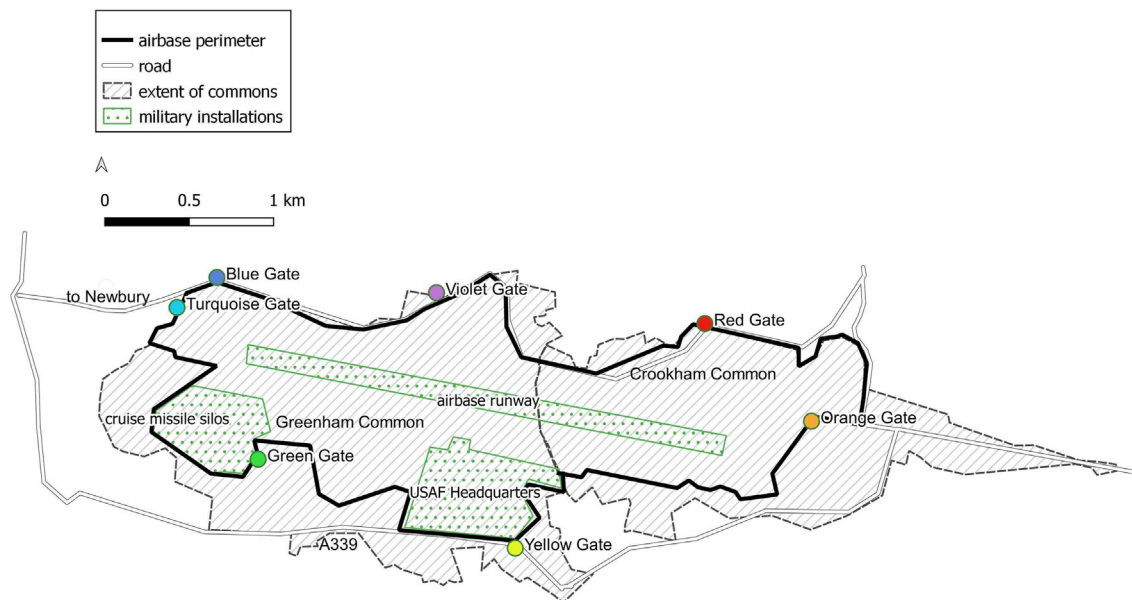 airbase perimeter
road
extent of commons
military installations
0 0.5 1 km
Blue Gate
to Newbury
Turquoise Gate
Violet Gate
Red Gate
Crookham Common
airbase runway
cruise missile silos
Greenham Common
Orange Gate
Green Gate
USAF Headquarters
A339
Yellow Gate